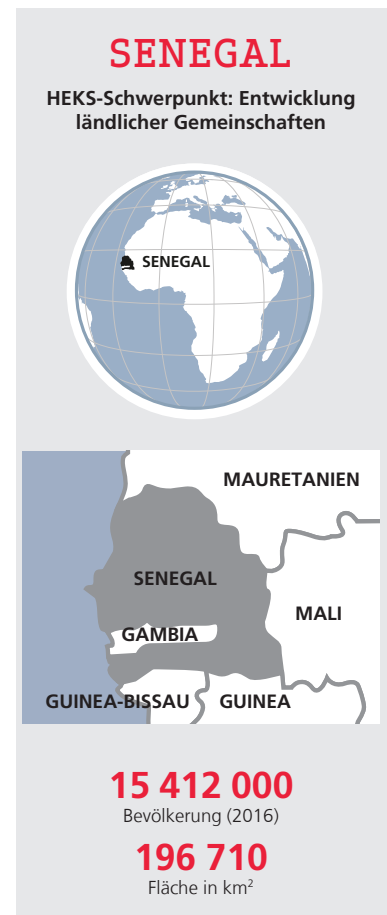 SENEGAL
HEKS-Schwerpunkt: Entwicklung
ländlicher Gemeinschaften
SENEGAL
MAURETANIEN
SENEGAL
MALI
GAMBIA
GUINEA-BISSAU GUINEA
15 412 000
Bevölkerung (2016)
196 710
Fläche in km²